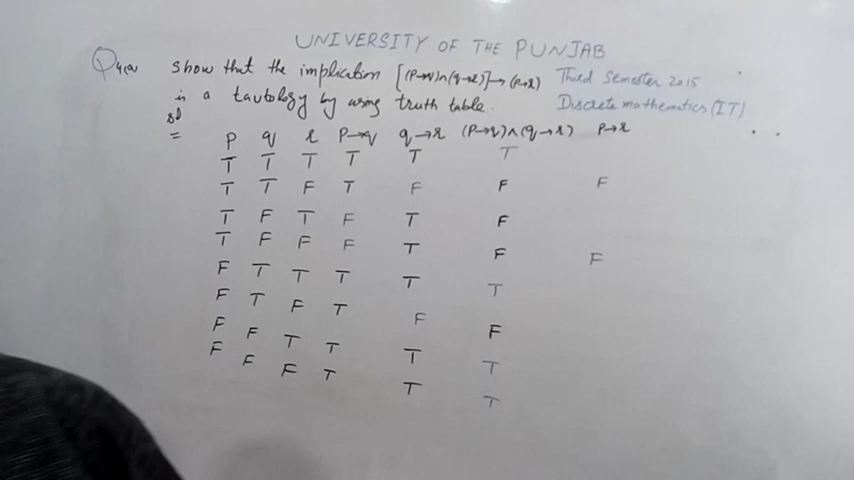 UNIVERSITY OF THE PUNJAB
Q4(a) show that the implication [(P→q)∧(q→r)]→(p→r) Third Semester 2015
is a tautology by using truth table. Discrete mathematics (IT)
sol
=
P q r P→q q→r (P→q)∧(q→r) P→r
T T T T T T
T T F T F F F
T F T F T F
T F F F T F F
F T T T T T
F T F T F F
F F T T T T
F F F T T T